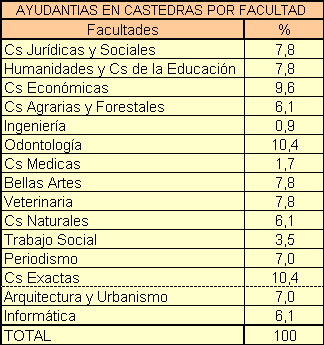 AYUDANTIAS EN CASTEDRAS POR FACULTAD
Facultades %
Cs Jurídicas y Sociales 7,8
Humanidades y Cs de la Educación 7,8
Cs Económicas 9,6
Cs Agrarias y Forestales 6,1
Ingeniería 0,9
Odontología 10,4
Cs Medicas 1,7
Bellas Artes 7,8
Veterinaria 7,8
Cs Naturales 6,1
Trabajo Social 3,5
Periodismo 7,0
Cs Exactas 10,4
Arquitectura y Urbanismo 7,0
Informática 6,1
TOTAL 100